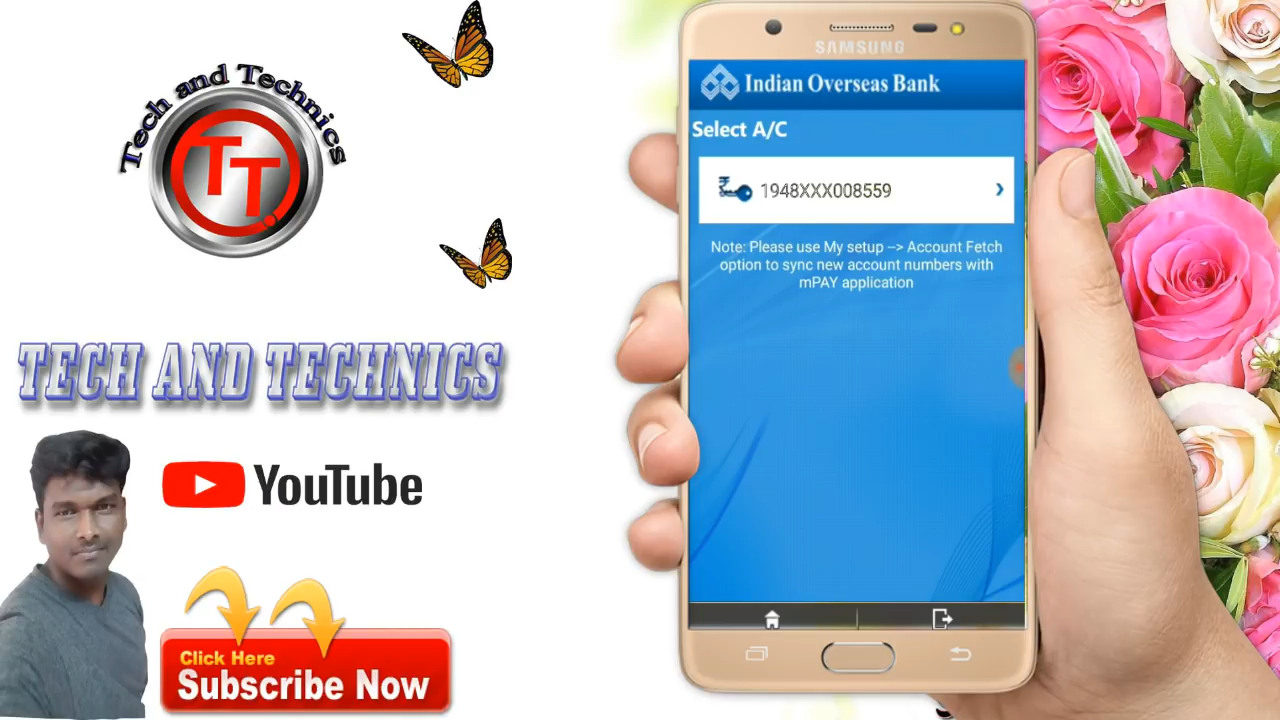 Tech and Technics
TT.
TECH AND TECHNICS
YouTube
Click Here
Subscribe Now
SAMSUNG
Indian Overseas Bank
Select A/C
1948XXX008559
Note: Please use My setup --> Account Fetch
option to sync new account numbers with
mPAY application